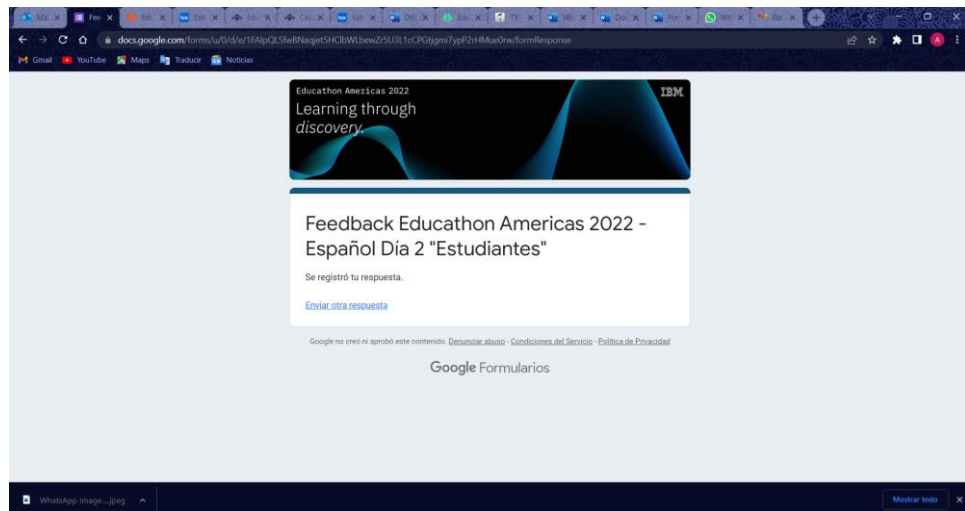 docs.google.com/forms/u/0/d/e/
Gmail YouTube Maps Traducir Noticias
Educathon Americas 2022
IBM
Learning through
discovery.
Feedback Educathon Americas 2022 -
Español Día 2 "Estudiantes"
Se registró tu respuesta.
Enviar otra respuesta
Google no creó ni aprobó este contenido. Denunciar abuso - Condiciones del Servicio - Política de Privacidad
Google Formularios
WhatsApp Image....jpeg
Mostrar todo